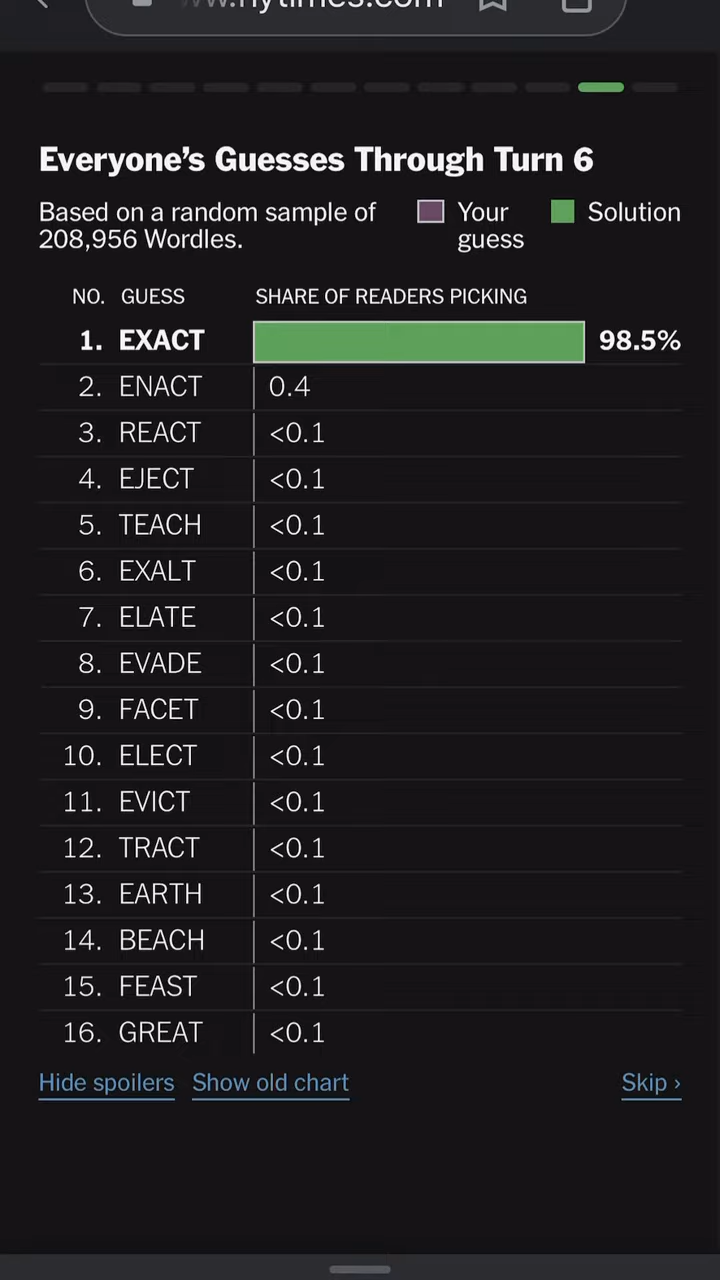 nytimes.com
Everyone's Guesses Through Turn 6
Based on a random sample of
208,956 Wordles.
Your
guess
Solution
NO. GUESS SHARE OF READERS PICKING
1. EXACT 98.5%
2. ENACT 0.4
3. REACT <0.1
4. EJECT <0.1
5. TEACH <0.1
6. EXALT <0.1
7. ELATE <0.1
8. EVADE <0.1
9. FACET <0.1
10. ELECT <0.1
11. EVICT <0.1
12. TRACT <0.1
13. EARTH <0.1
14. BEACH <0.1
15. FEAST <0.1
16. GREAT <0.1
Hide spoilers Show old chart Skip ›